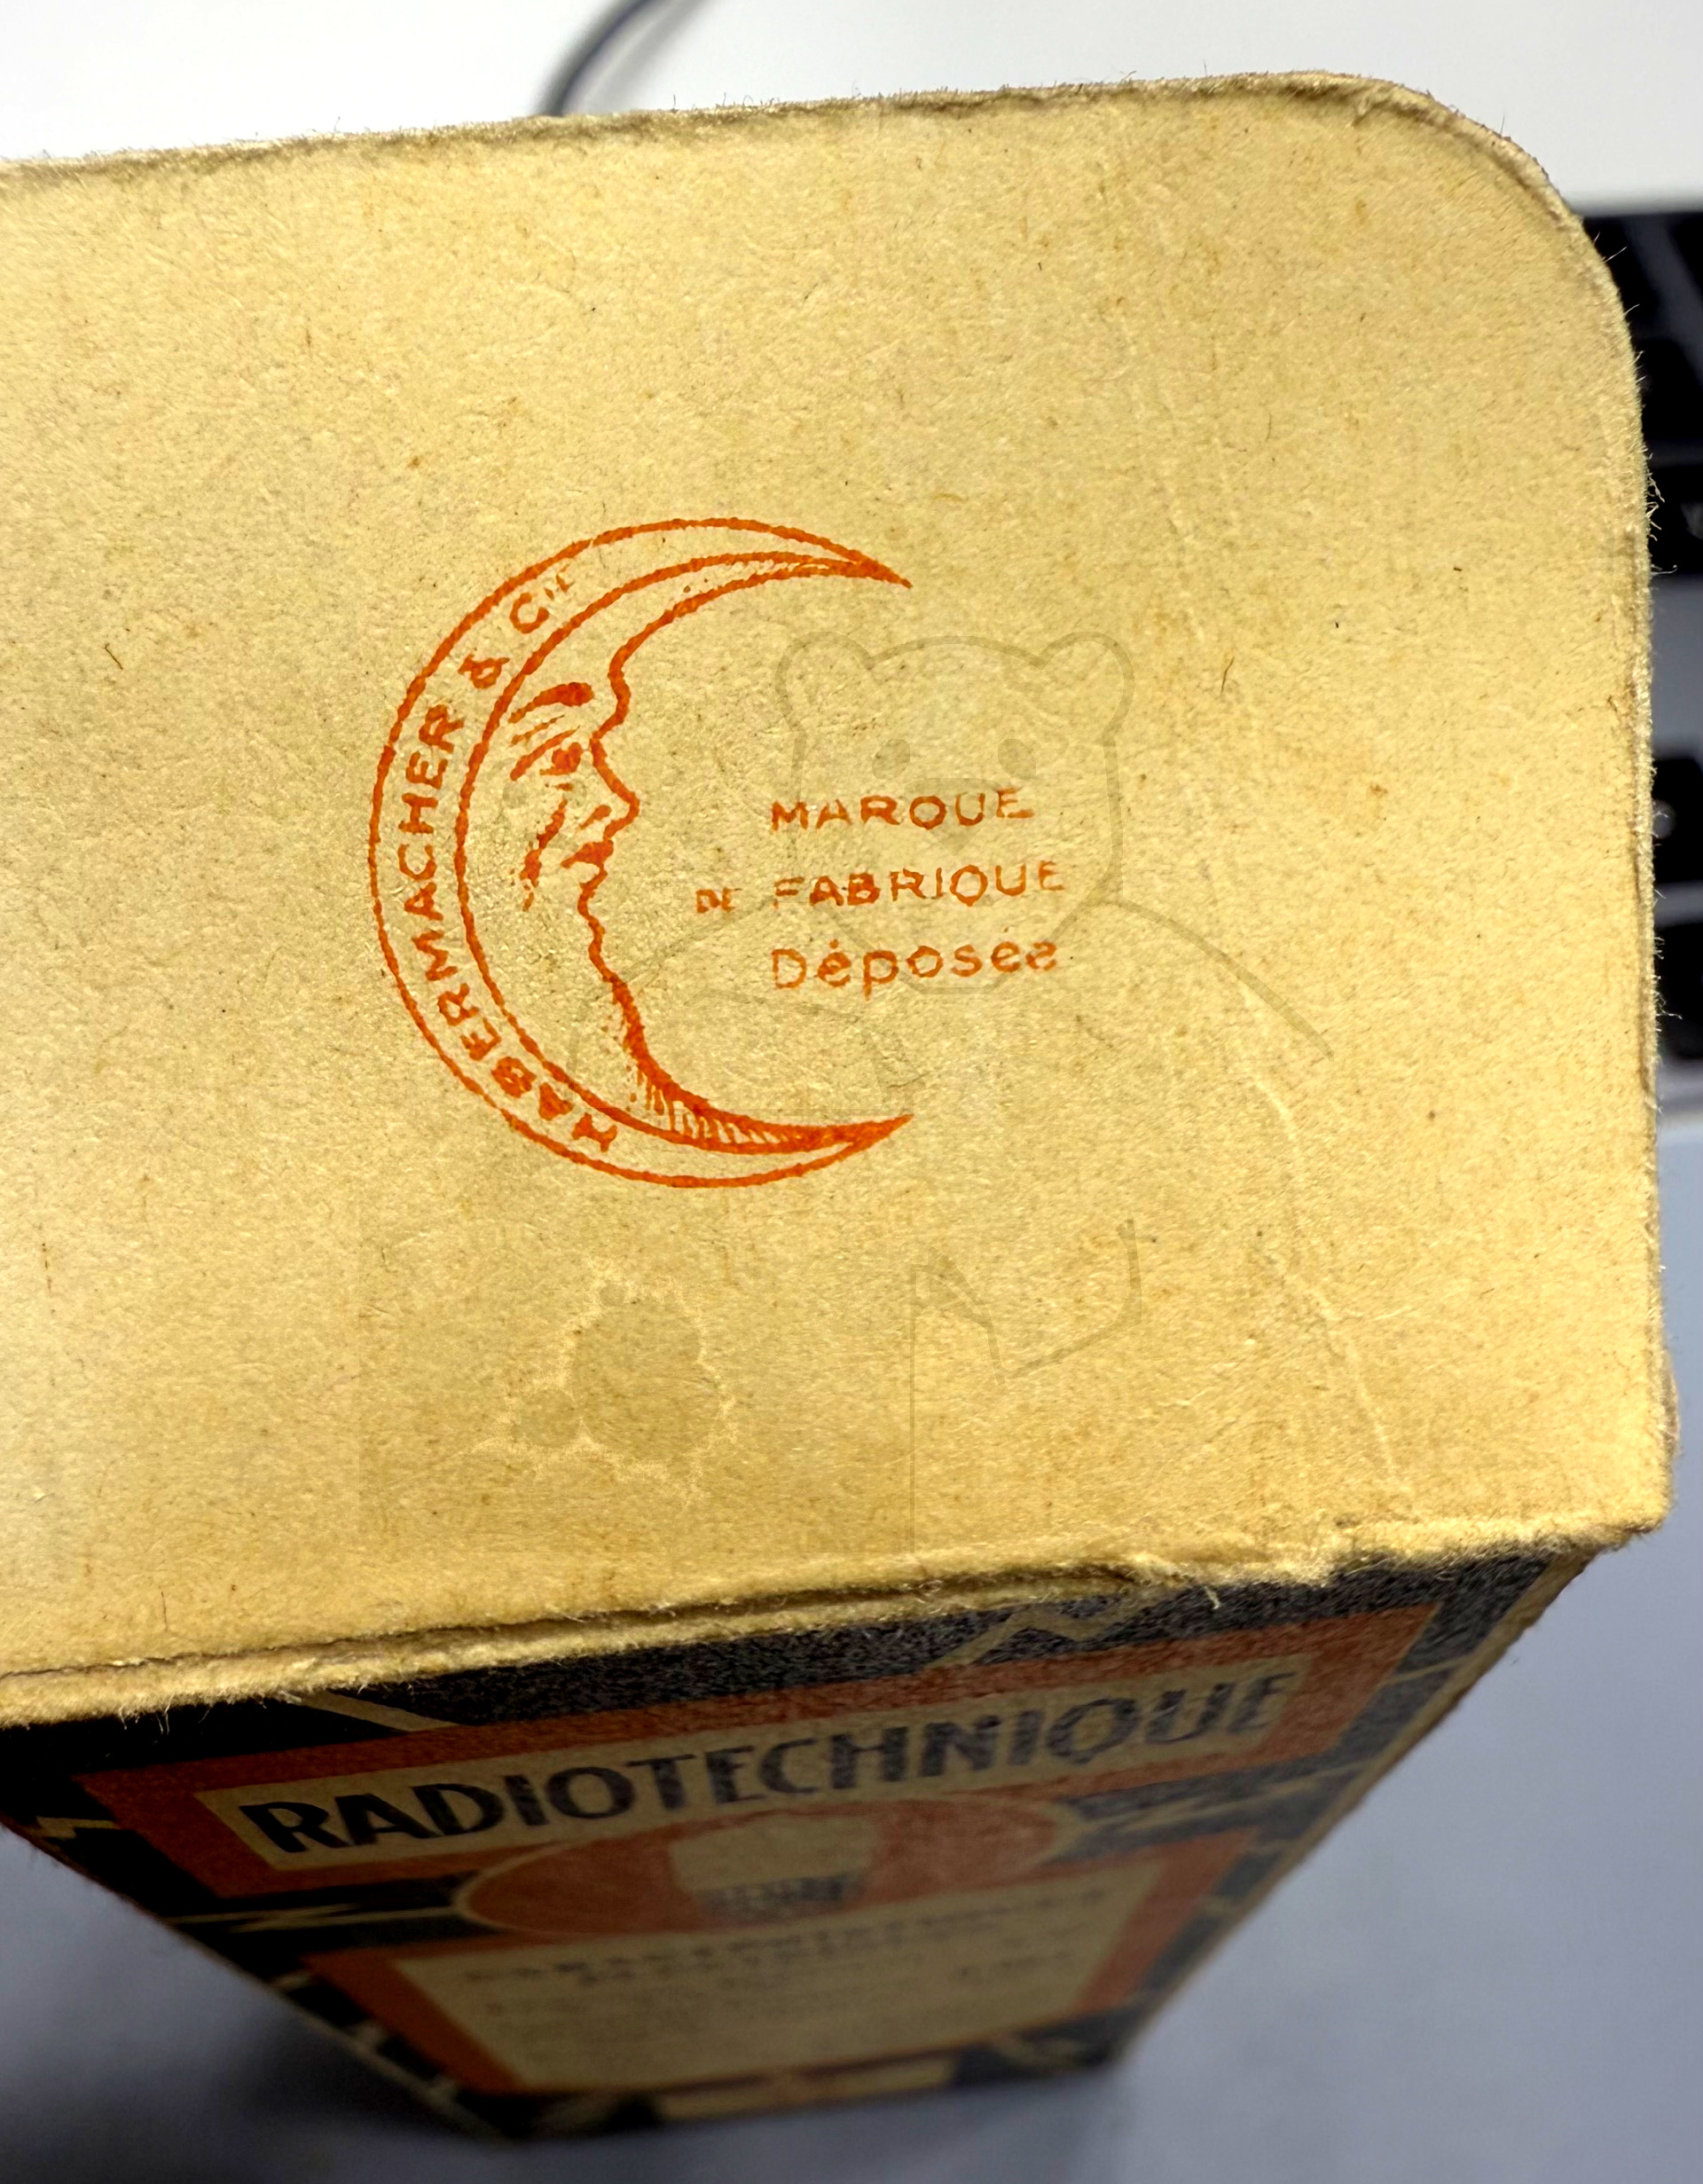 HABERMACHER & CIE
MARQUE
DE FABRIQUE
Déposée
RADIOTECHNIQUE